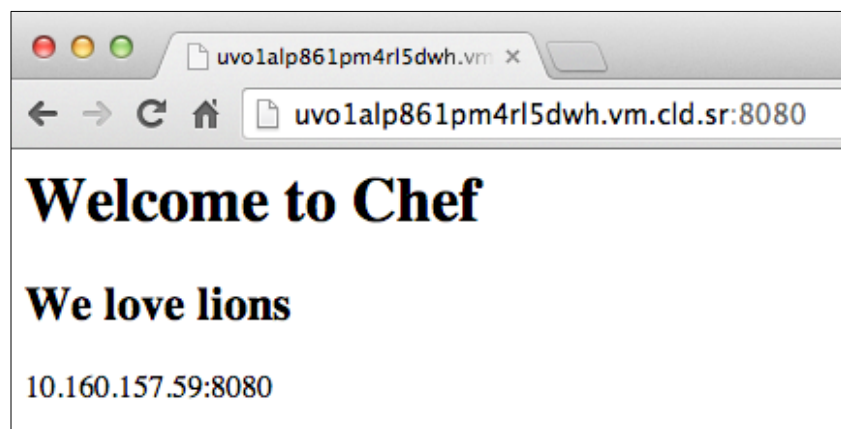 uvo1alp861pm4rl5dwh.vm
uvo1alp861pm4rl5dwh.vm.cld.sr:8080
Welcome to Chef
We love lions
10.160.157.59:8080